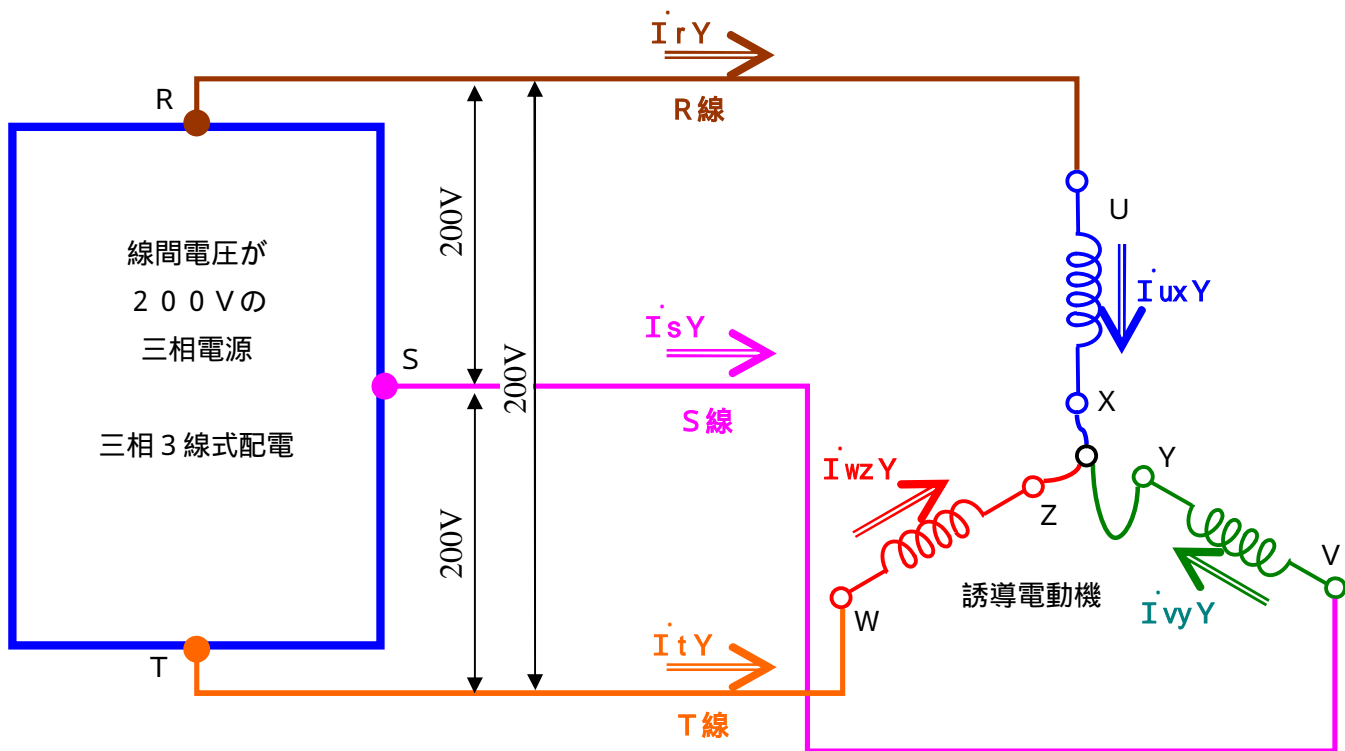 İrY
R
R線
線間電圧が
２００Ｖの
三相電源
三相３線式配電
200V
U
İuxY
İsY
S
200V
S線
X
İwzY
Y
Z
200V
V
誘導電動機
İvyY
W
İtY
T
T線